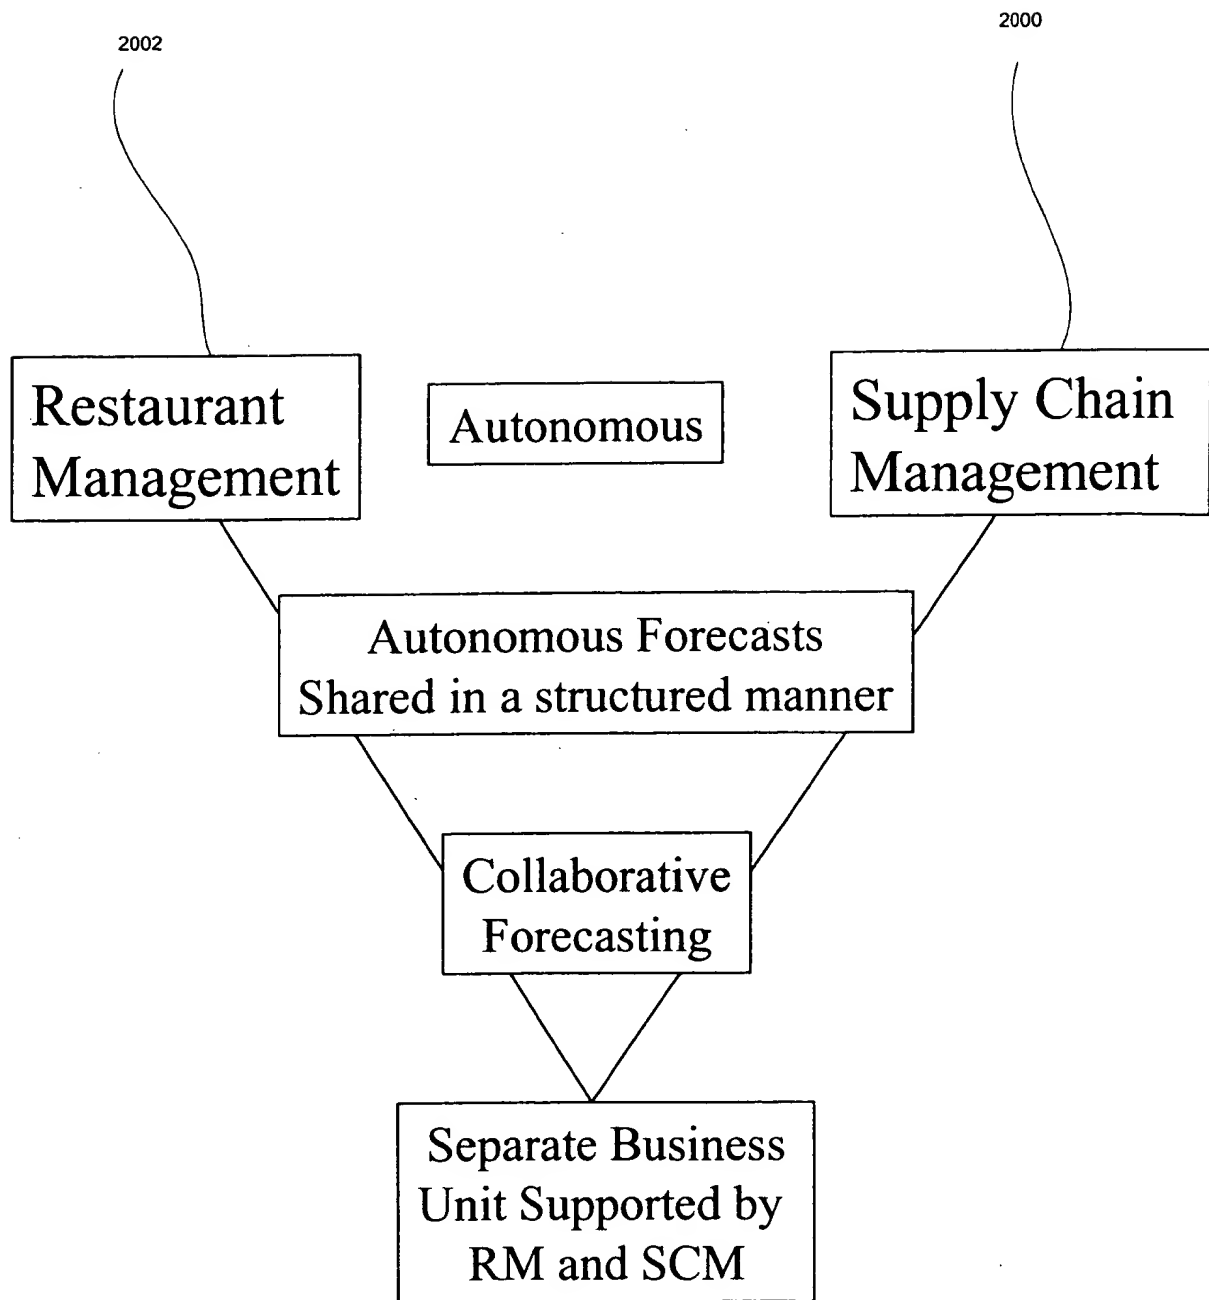 2002
2000
Restaurant
Management
Autonomous
Supply Chain
Management
Autonomous Forecasts
Shared in a structured manner
Collaborative
Forecasting
Separate Business
Unit Supported by
RM and SCM